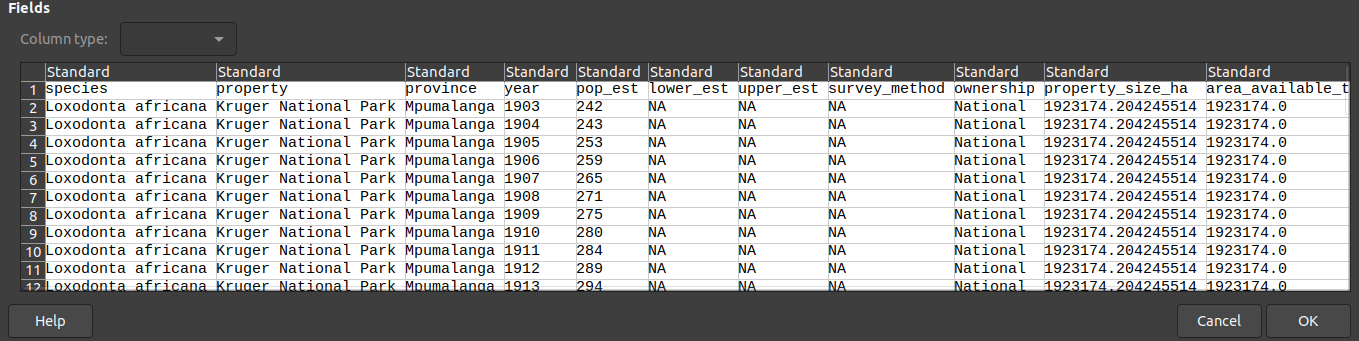 Fields
Column type:
Standard Standard Standard Standard Standard Standard Standard Standard Standard Standard Standard
1 species property province year pop_est lower_est upper_est survey_method ownership property_size_ha area_available_t
2 Loxodonta africana Kruger National Park Mpumalanga 1903 242 NA NA NA National 1923174.204245514 1923174.0
3 Loxodonta africana Kruger National Park Mpumalanga 1904 243 NA NA NA National 1923174.204245514 1923174.0
4 Loxodonta africana Kruger National Park Mpumalanga 1905 253 NA NA NA National 1923174.204245514 1923174.0
5 Loxodonta africana Kruger National Park Mpumalanga 1906 259 NA NA NA National 1923174.204245514 1923174.0
6 Loxodonta africana Kruger National Park Mpumalanga 1907 265 NA NA NA National 1923174.204245514 1923174.0
7 Loxodonta africana Kruger National Park Mpumalanga 1908 271 NA NA NA National 1923174.204245514 1923174.0
8 Loxodonta africana Kruger National Park Mpumalanga 1909 275 NA NA NA National 1923174.204245514 1923174.0
9 Loxodonta africana Kruger National Park Mpumalanga 1910 280 NA NA NA National 1923174.204245514 1923174.0
10 Loxodonta africana Kruger National Park Mpumalanga 1911 284 NA NA NA National 1923174.204245514 1923174.0
11 Loxodonta africana Kruger National Park Mpumalanga 1912 289 NA NA NA National 1923174.204245514 1923174.0
12 Loxodonta africana Kruger National Park Mpumalanga 1913 294 NA NA NA National 1923174.204245514 1923174.0
Help Cancel OK